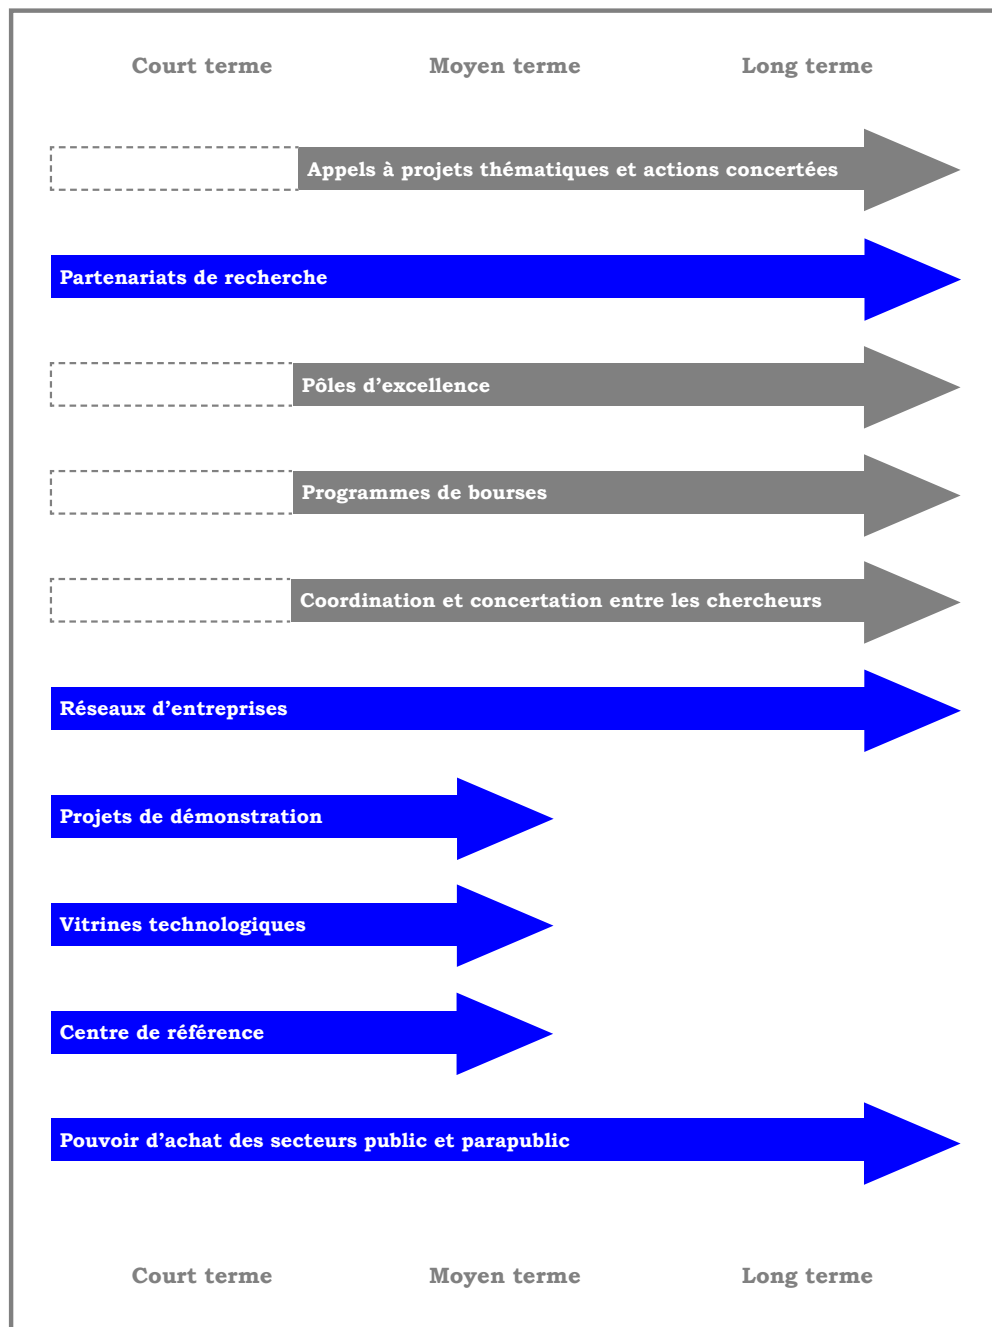 Court terme Moyen terme Long terme
Appels à projets thématiques et actions concertées
Partenariats de recherche
Pôles d’excellence
Programmes de bourses
Coordination et concertation entre les chercheurs
Réseaux d’entreprises
Projets de démonstration
Vitrines technologiques
Centre de référence
Pouvoir d’achat des secteurs public et parapublic
Court terme Moyen terme Long terme